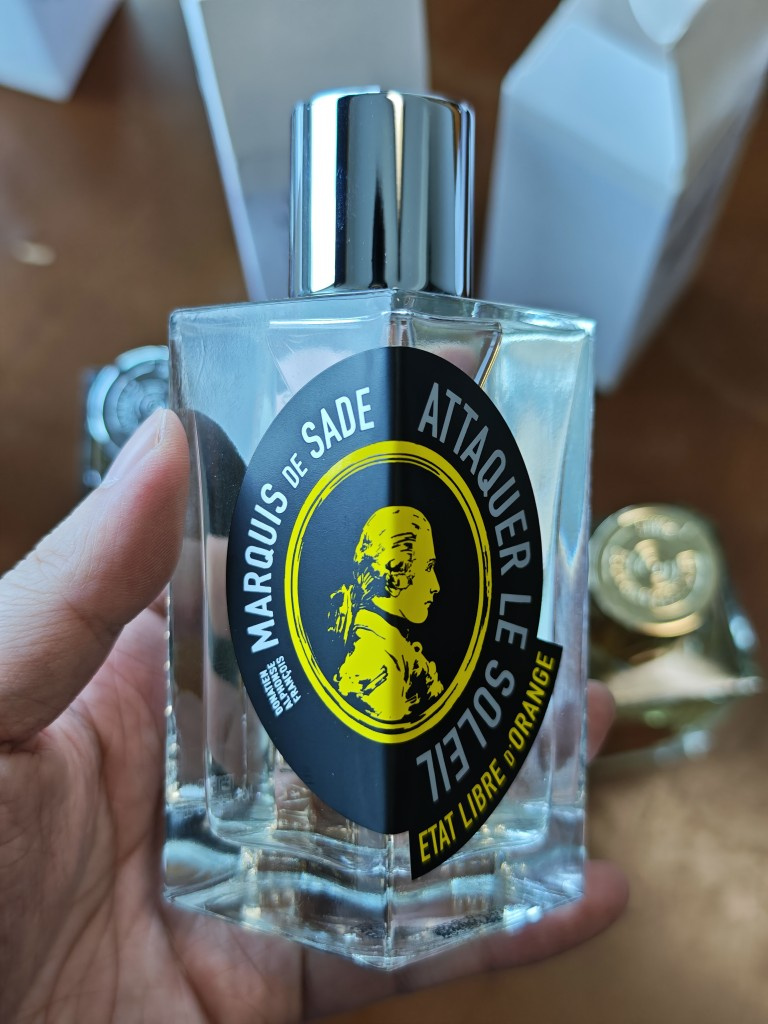 DONATIEN
ALPHONSE
FRANÇOIS
MARQUIS DE SADE
ATTAQUER LE SOLEIL
ETAT LIBRE D'ORANGE